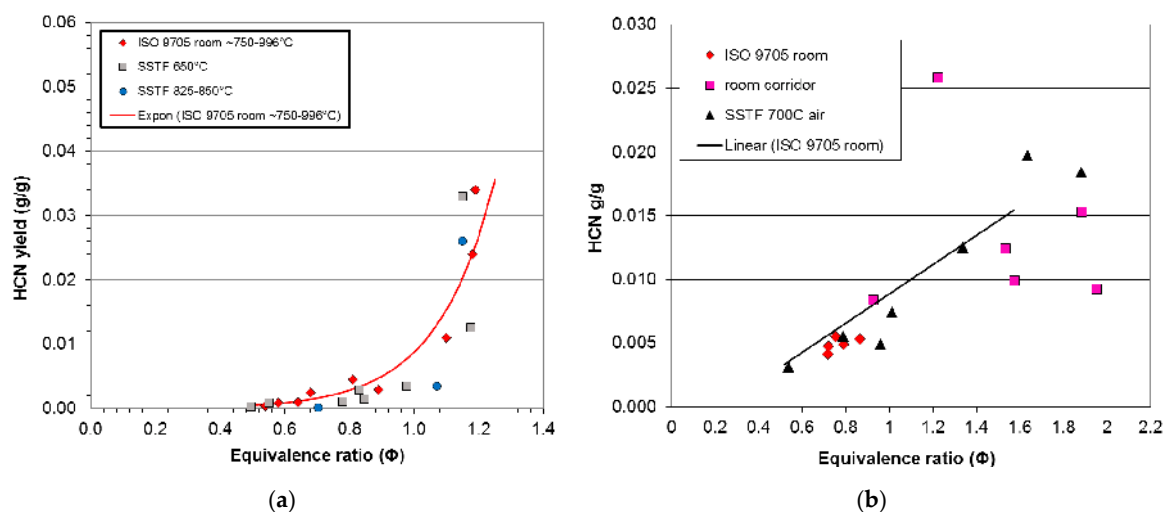 0.06
0.05
0.04
0.03
0.02
0.01
0.00
HCN yield (g/g)
ISO 9705 room ~750-996°C
SSTF 650°C
SSTF 825-850°C
Expon (ISO 9705 room ~750-996°C)
0.0 0.2 0.4 0.6 0.8 1.0 1.2 1.4
Equivalence ratio (Φ)
(a)
0.030
0.025
0.020
0.015
0.010
0.005
0.000
HCN g/g
ISO 9705 room
room corridor
SSTF 700C air
Linear (ISO 9705 room)
0 0.2 0.4 0.6 0.8 1 1.2 1.4 1.6 1.8 2 2.2
Equivalence ratio (Φ)
(b)